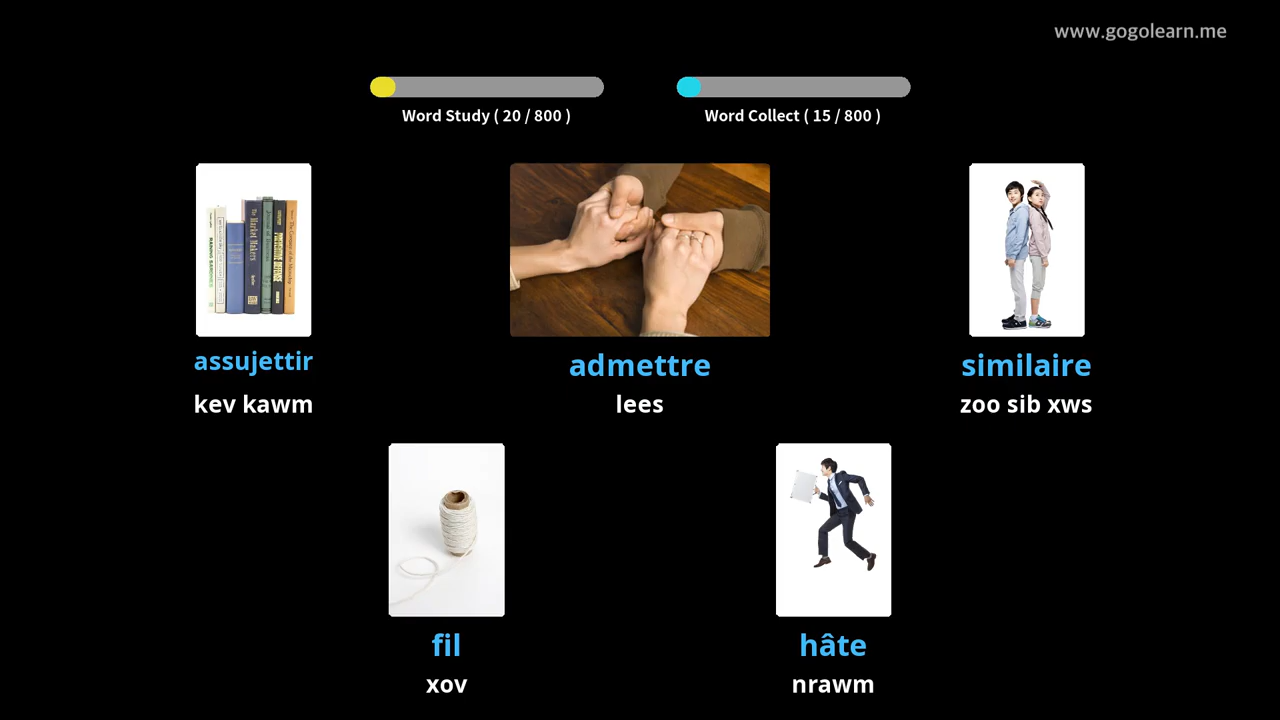 www.gogolearn.me
Word Study ( 20 / 800 )
Word Collect ( 15 / 800 )
assujettir
kev kawm
admettre
lees
similaire
zoo sib xws
fil
xov
hâte
nrawm